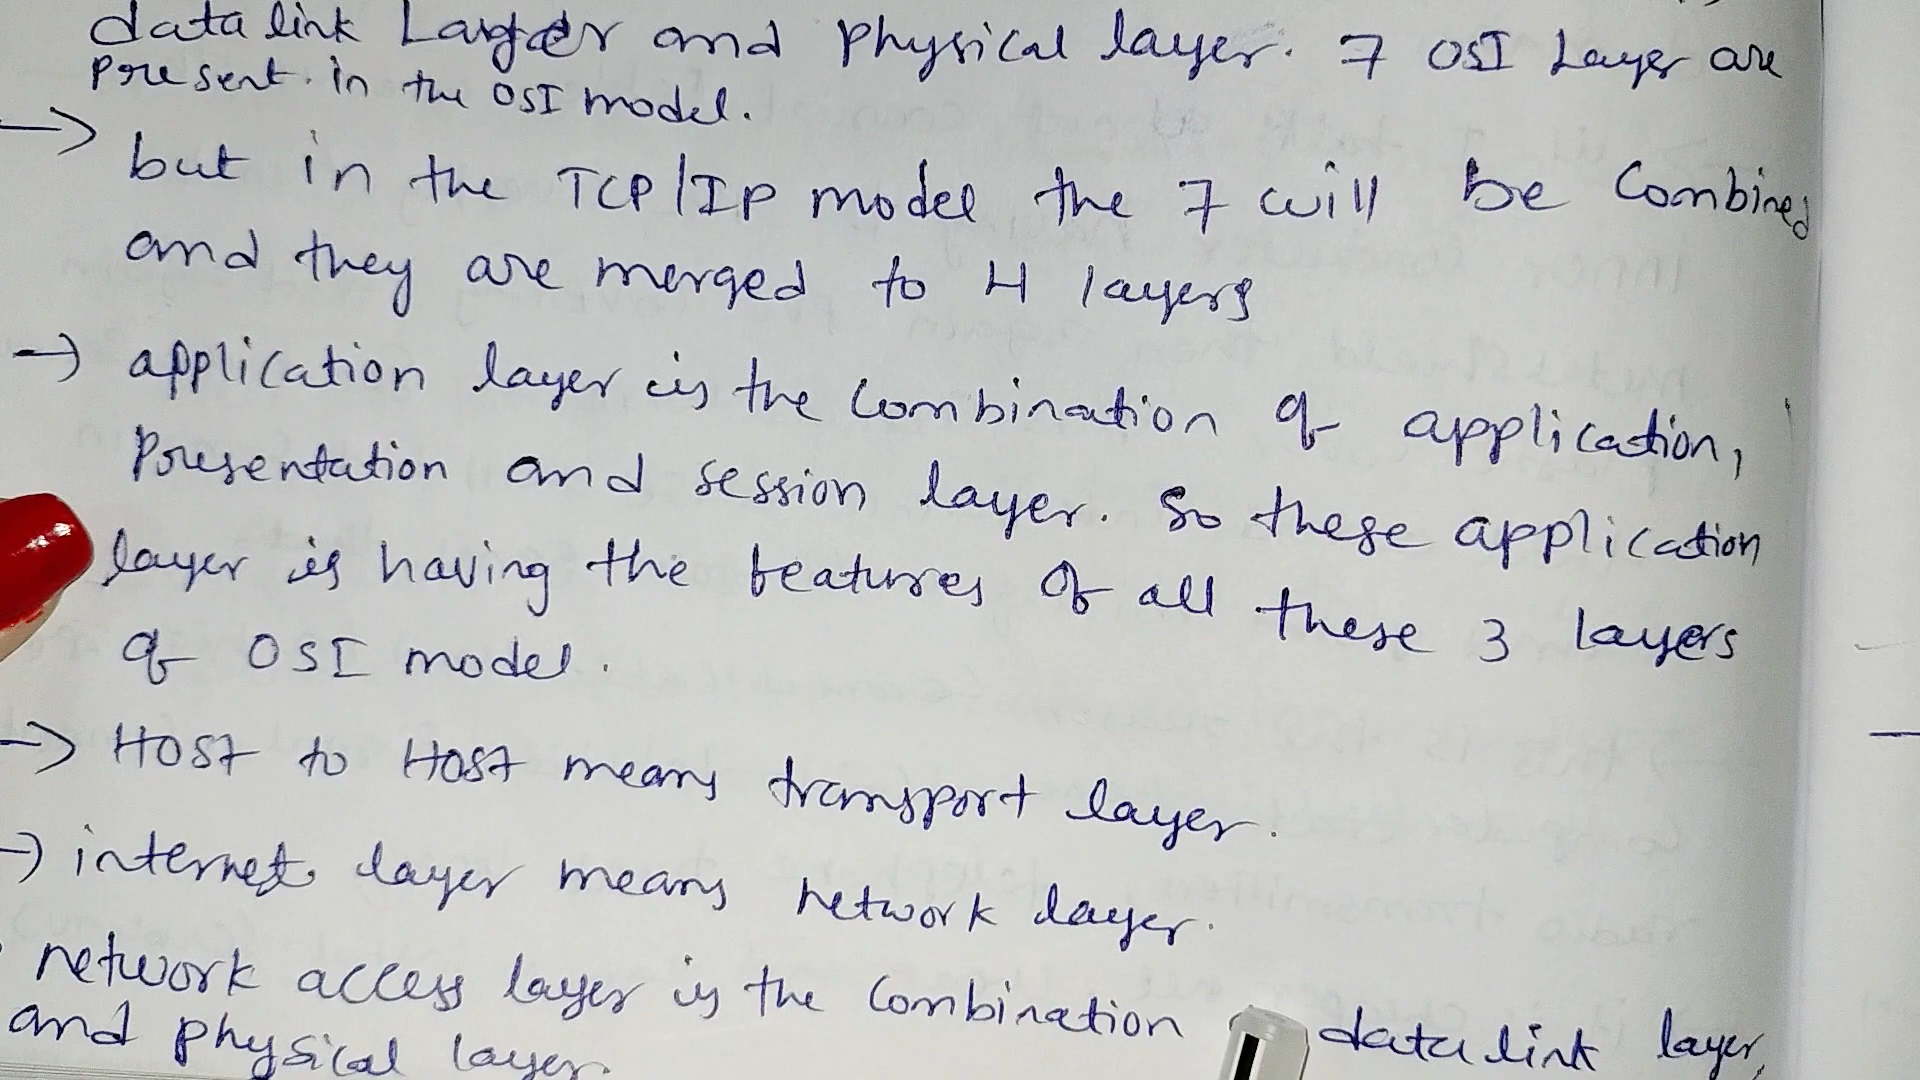 data link Layer and physical layer. 7 OSI Layer are
present. in the OSI model.
→ but in the TCP/IP model the 7 will be Combined
and they are merged to 4 layers
→ application layer is the combination of application,
Presentation and session layer. So these application
layer is having the features of all these 3 layers
of OSI model.
→ HOST to HOST means transport layer.
→ internet layer means network layer.
network access layer is the combination data link layer,
and physical layer.